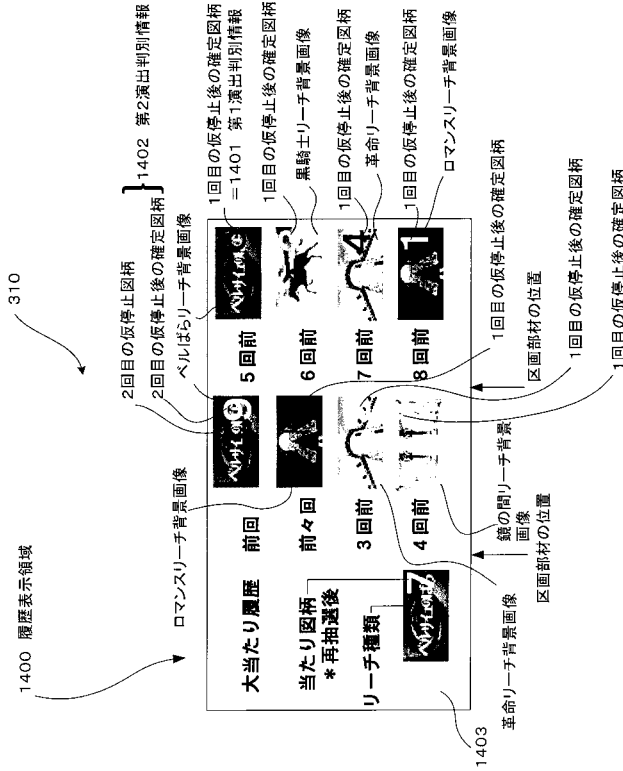 310
1400 履歴表示領域
ロマンスリーチ背景画像
2回目の仮停止図柄
2回目の仮停止後の確定図柄
ベルばらリーチ背景画像
1402 第2演出判別情報
1回目の仮停止後の確定図柄
=1401 第1演出判別情報
1回目の仮停止後の確定図柄
黒騎士リーチ背景画像
1回目の仮停止後の確定図柄
革命リーチ背景画像
1回目の仮停止後の確定図柄
ロマンスリーチ背景画像
大当たり履歴
当たり図柄
*再抽選後
リーチ種類
7
前回
9
前々回
3回前
4回前
5回前
6回前
7回前
4
8回前
1
1403
革命リーチ背景画像
区画部材の位置
鏡の間リーチ背景
画像
区画部材の位置
1回目の仮停止後の確定図柄
1回目の仮停止後の確定図柄
1回目の仮停止後の確定図柄